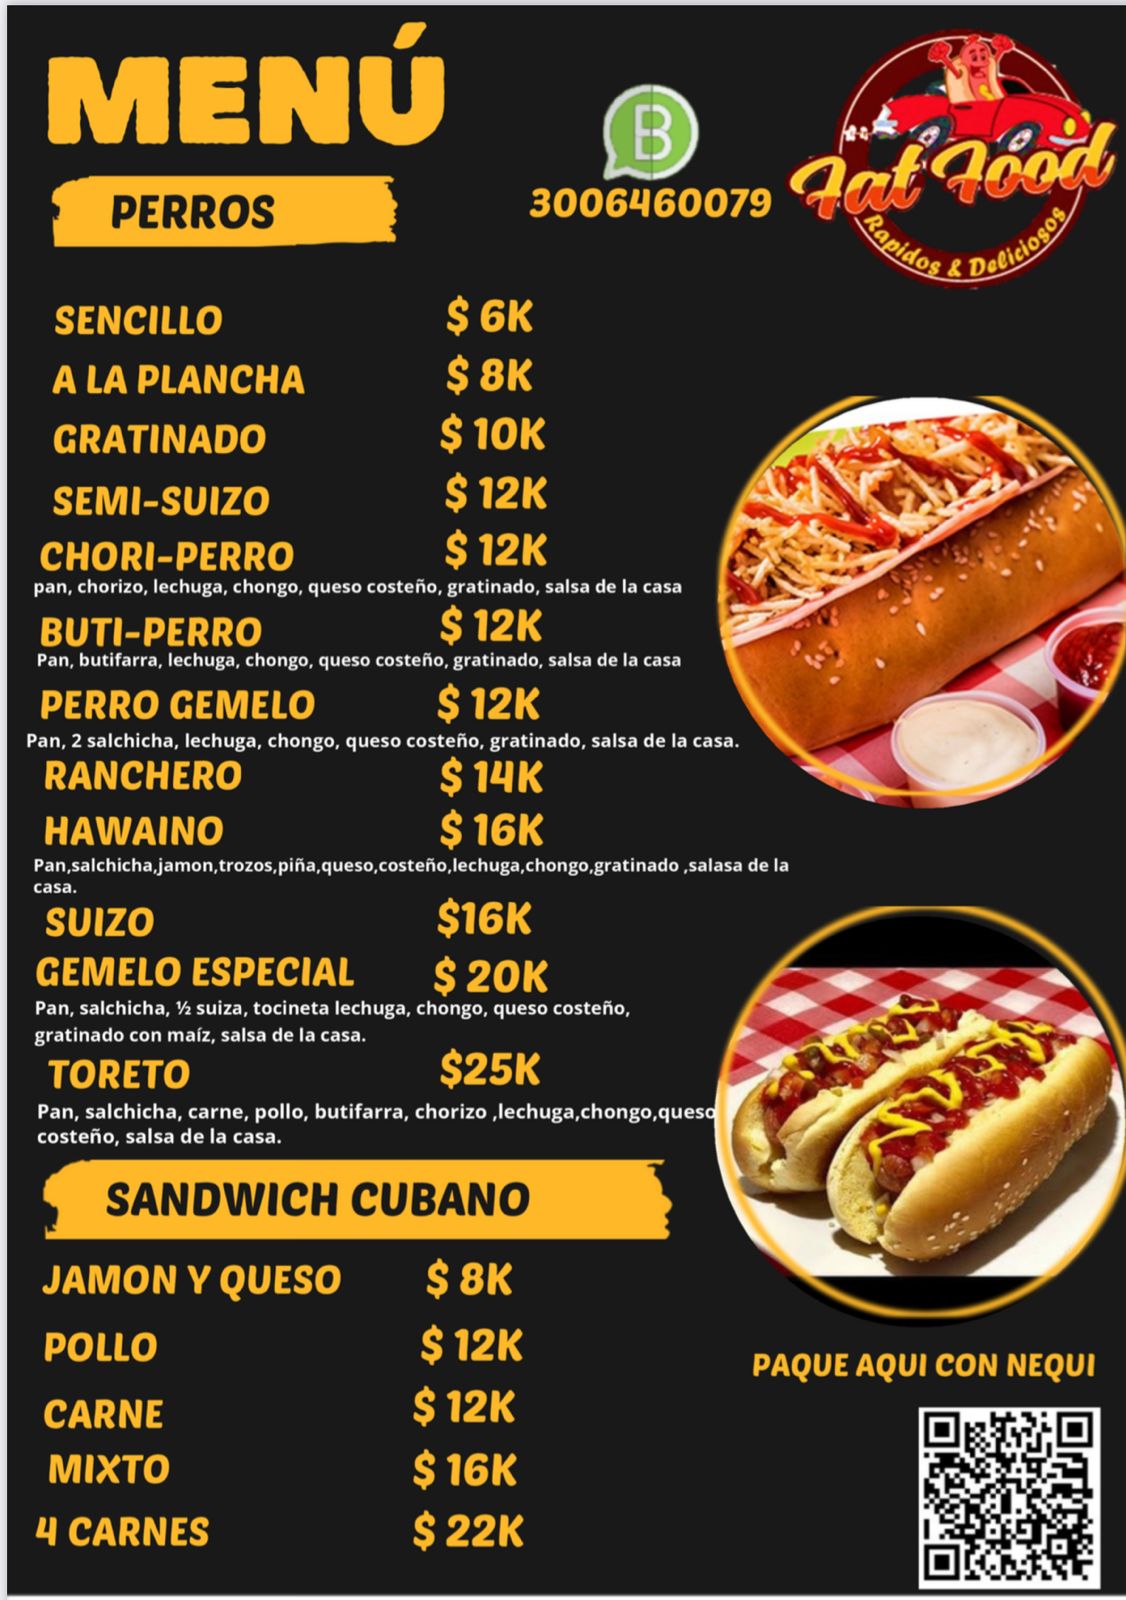 MENÚ
B
3006460079
Fat Food
Rapidos & Deliciosos
PERROS
SENCILLO $ 6K
A LA PLANCHA $ 8K
GRATINADO $ 10K
SEMI-SUIZO $ 12K
CHORI-PERRO $ 12K
pan, chorizo, lechuga, chongo, queso costeño, gratinado, salsa de la casa
BUTI-PERRO $ 12K
Pan, butifarra, lechuga, chongo, queso costeño, gratinado, salsa de la casa
PERRO GEMELO $ 12K
Pan, 2 salchicha, lechuga, chongo, queso costeño, gratinado, salsa de la casa.
RANCHERO $ 14K
HAWAINO $ 16K
Pan,salchicha,jamon,trozos,piña,queso,costeño,lechuga,chongo,gratinado ,salasa de la
casa.
SUIZO $16K
GEMELO ESPECIAL $ 20K
Pan, salchicha, ½ suiza, tocineta lechuga, chongo, queso costeño,
gratinado con maíz, salsa de la casa.
TORETO $25K
Pan, salchicha, carne, pollo, butifarra, chorizo ,lechuga,chongo,queso
costeño, salsa de la casa.
SANDWICH CUBANO
JAMON Y QUESO $ 8K
POLLO $ 12K
CARNE $ 12K
MIXTO $ 16K
4 CARNES $ 22K
PAQUE AQUI CON NEQUI